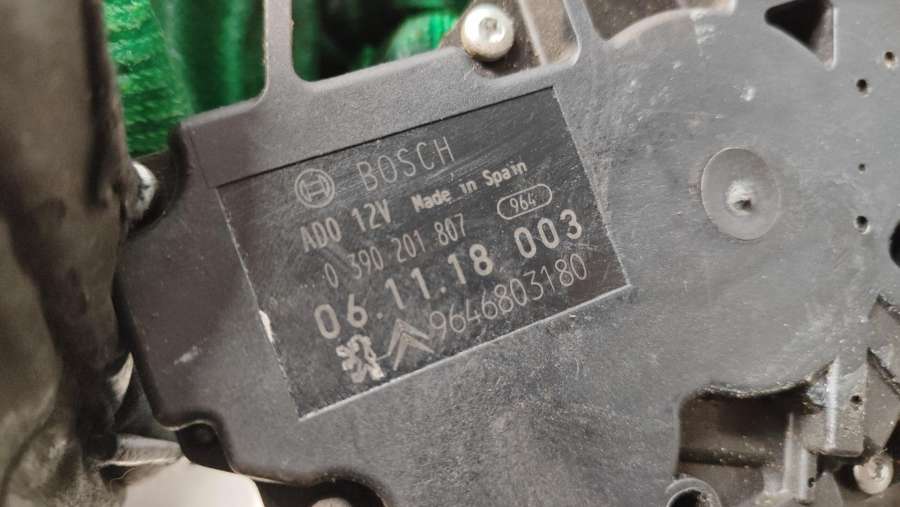 BOSCH
ADO 12V Made in Spain
0 390 201 807 964
06.11.18 003
9646803180